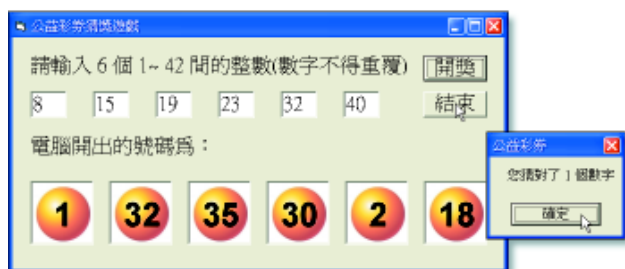 公益彩券猜獎遊戲
請輸入 6 個 1~ 42 間的整數(數字不得重覆) 開獎
8 15 19 23 32 40 結束
電腦開出的號碼為：
1 32 35 30 2 18
公益彩券
您猜對了 1 個數字
確定